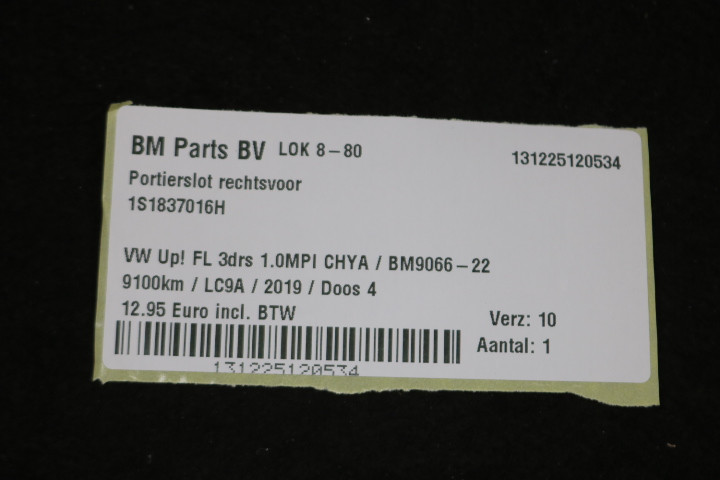 BM Parts BV LOK 8-80 131225120534
Portierslot rechtsvoor
1S1837016H
VW Up! FL 3drs 1.0MPI CHYA / BM9066-22
9100km / LC9A / 2019 / Doos 4
12.95 Euro incl. BTW
Verz: 10
Aantal: 1
131225120534